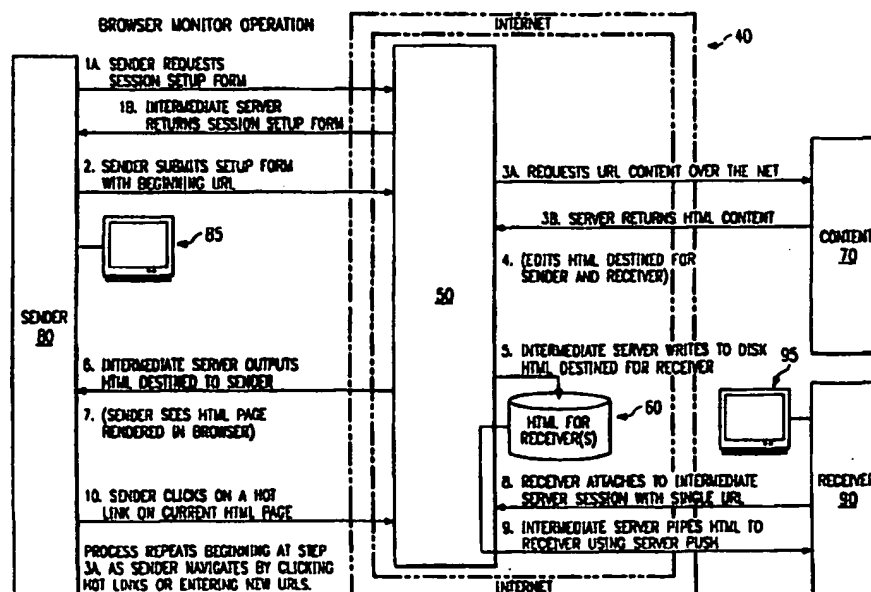 BROWSER MONITOR OPERATION
INTERNET
40
1A. SENDER REQUESTS
SESSION SETUP FORM
1B. INTERMEDIATE SERVER
RETURNS SESSION SETUP FORM
2. SENDER SUBMITS SETUP FORM
WITH BEGINNING URL
3A. REQUESTS URL CONTENT OVER THE NET
3B. SERVER RETURNS HTML CONTENT
85
4. (EDITS HTML DESTINED FOR
SENDER AND RECEIVER)
CONTENT
70
50
SENDER
80
5. INTERMEDIATE SERVER WRITES TO DISK
HTML DESTINED FOR RECEIVER
95
6. INTERMEDIATE SERVER OUTPUTS
HTML DESTINED TO SENDER
7. (SENDER SEES HTML PAGE
RENDERED IN BROWSER)
HTML FOR
RECEIVER(S)
60
8. RECEIVER ATTACHES TO INTERMEDIATE
SERVER SESSION WITH SINGLE URL
RECEIVER
90
10. SENDER CLICKS ON A HOT
LINK ON CURRENT HTML PAGE
9. INTERMEDIATE SERVER PIPES HTML TO
RECEIVER USING SERVER PUSH
PROCESS REPEATS BEGINNING AT STEP
3A, AS SENDER NAVIGATES BY CLICKING
HOT LINKS OR ENTERING NEW URLS.
INTERNET